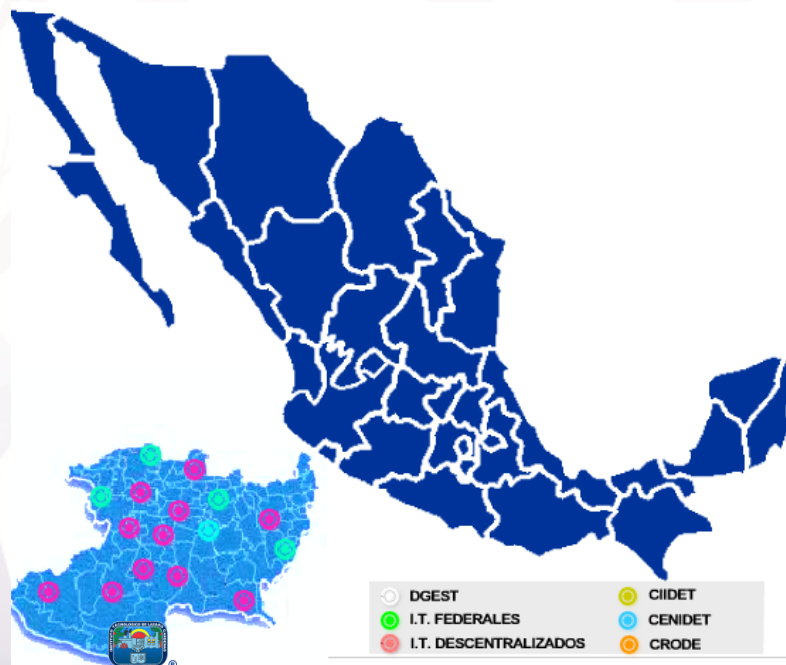 DGEST
CIIDET
I.T. FEDERALES
CENIDET
I.T. DESCENTRALIZADOS
CRODE
®